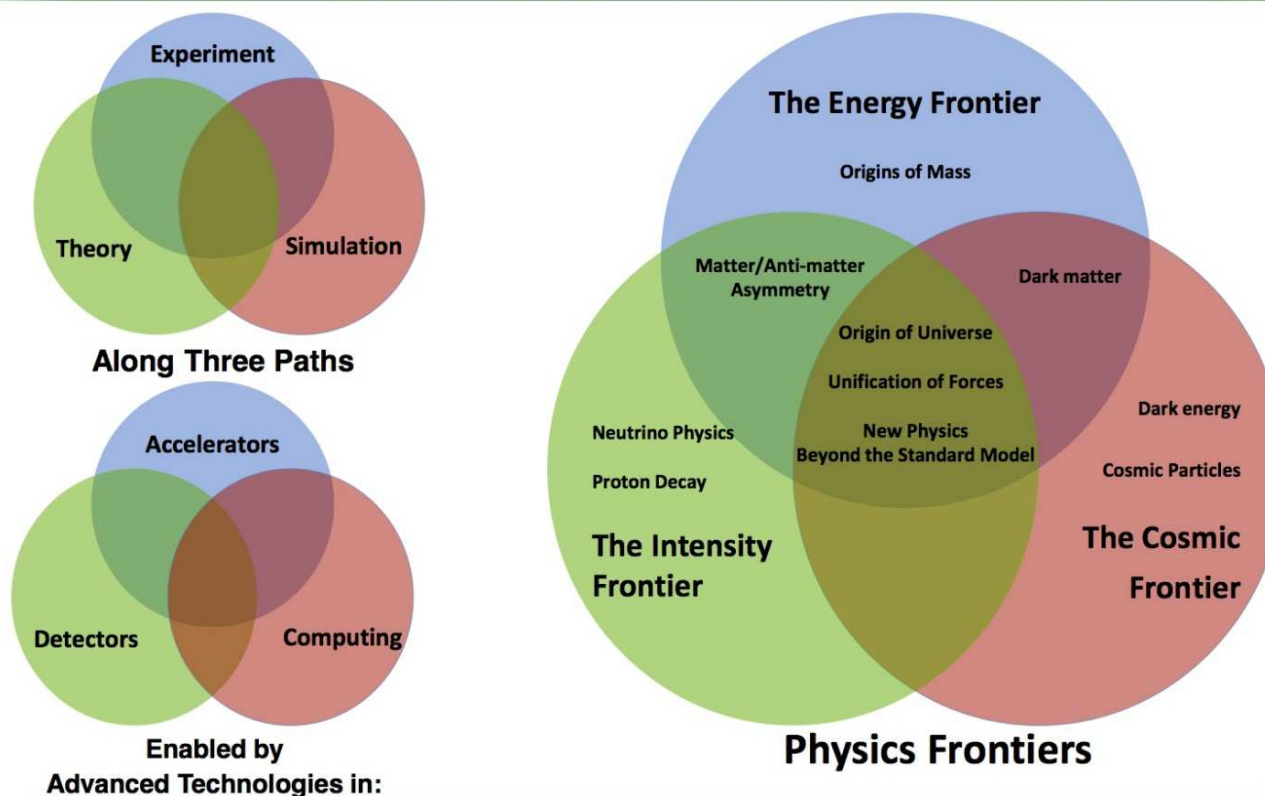 Experiment
Theory
Simulation
Along Three Paths
Accelerators
Detectors
Computing
Enabled by
Advanced Technologies in:
The Energy Frontier
Origins of Mass
Matter/Anti-matter
Asymmetry
Dark matter
Origin of Universe
Unification of Forces
New Physics
Beyond the Standard Model
Neutrino Physics
Proton Decay
The Intensity
Frontier
Dark energy
Cosmic Particles
The Cosmic
Frontier
Physics Frontiers